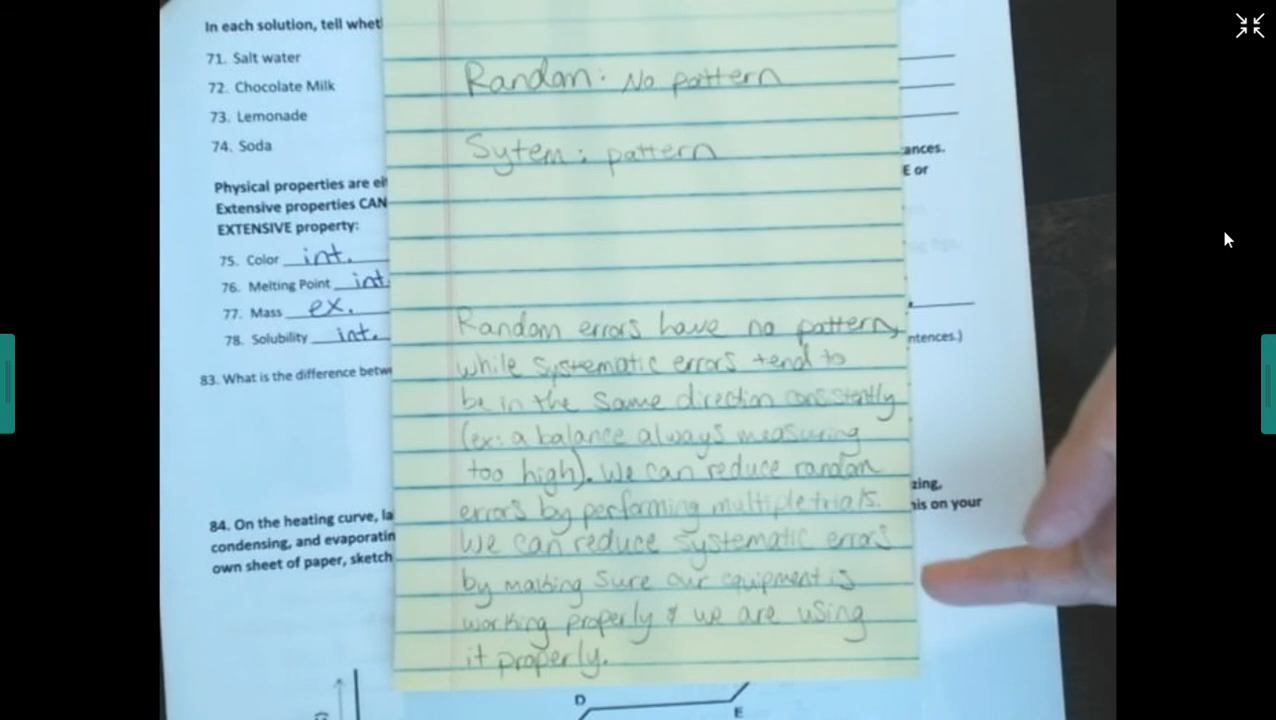 In each solution, tell whet
71. Salt water
72. Chocolate Milk
73. Lemonade
74. Soda
ances.
Physical properties are eit
E or
Extensive properties CAN
EXTENSIVE property:
75. Color int.
76. Melting Point int
77. Mass ex.
78. Solubility int.
ntences.)
83. What is the difference betw
zing,
84. On the heating curve, la
his on your
condensing, and evaporatin
own sheet of paper, sketch
D
E
Random: No pattern
Sytem: pattern
Random errors have no pattern,
while systematic errors tend to
be in the same direction consistently
(ex: a balance always measuring
too high). We can reduce random
errors by performing multiple trials.
We can reduce systematic errors
by making sure our equipment is
working properly & we are using
it properly.